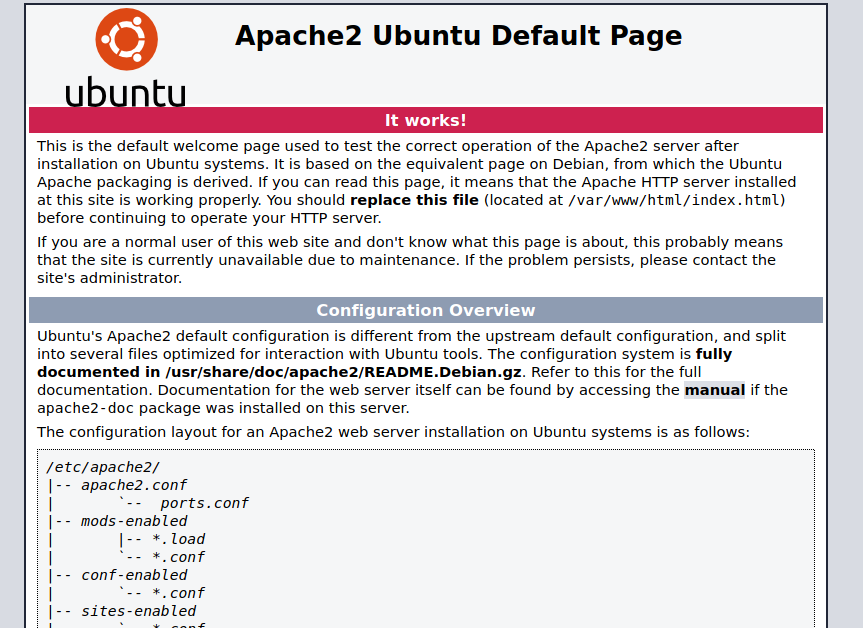 ubuntu
Apache2 Ubuntu Default Page
It works!
This is the default welcome page used to test the correct operation of the Apache2 server after
installation on Ubuntu systems. It is based on the equivalent page on Debian, from which the Ubuntu
Apache packaging is derived. If you can read this page, it means that the Apache HTTP server installed
at this site is working properly. You should replace this file (located at /var/www/html/index.html)
before continuing to operate your HTTP server.
If you are a normal user of this web site and don't know what this page is about, this probably means
that the site is currently unavailable due to maintenance. If the problem persists, please contact the
site's administrator.
Configuration Overview
Ubuntu's Apache2 default configuration is different from the upstream default configuration, and split
into several files optimized for interaction with Ubuntu tools. The configuration system is fully
documented in /usr/share/doc/apache2/README.Debian.gz. Refer to this for the full
documentation. Documentation for the web server itself can be found by accessing the manual if the
apache2-doc package was installed on this server.
The configuration layout for an Apache2 web server installation on Ubuntu systems is as follows:
/etc/apache2/
|-- apache2.conf
|       `--  ports.conf
|-- mods-enabled
|       |-- *.load
|       `-- *.conf
|-- conf-enabled
|       `-- *.conf
|-- sites-enabled
|       `-- *.conf